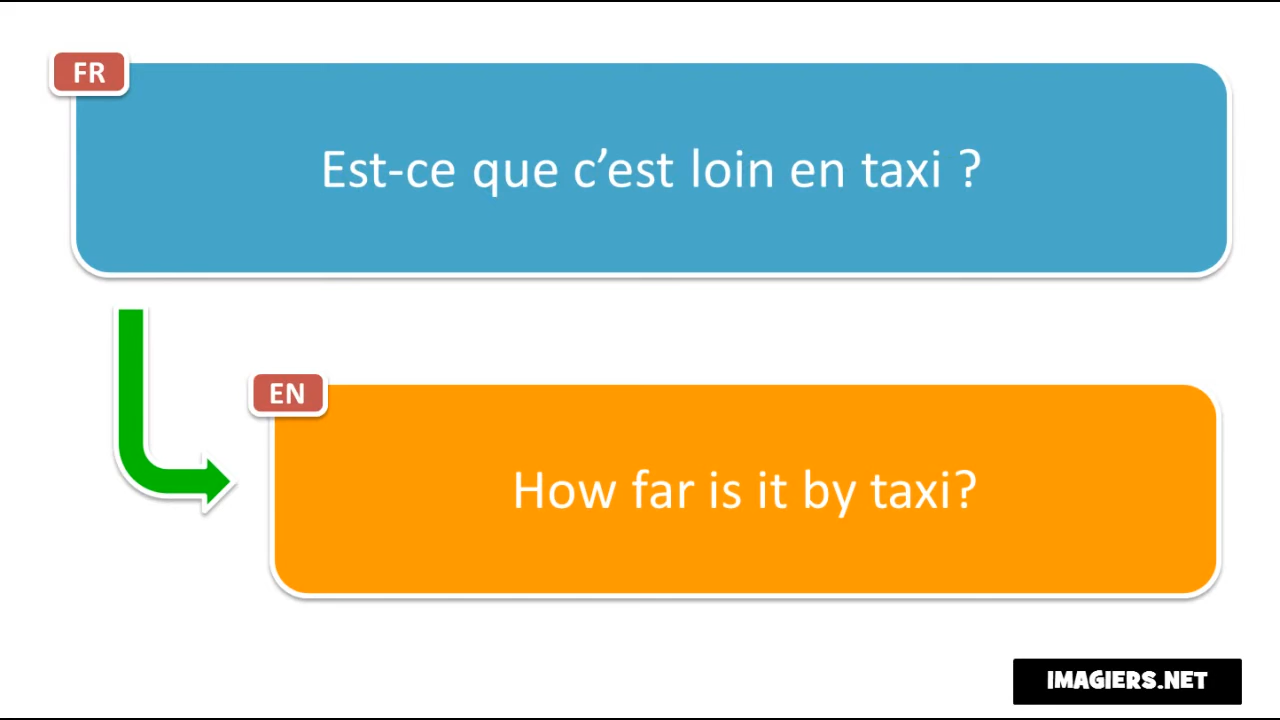 FR
Est-ce que c’est loin en taxi ?
EN
How far is it by taxi?
IMAGIERS.NET